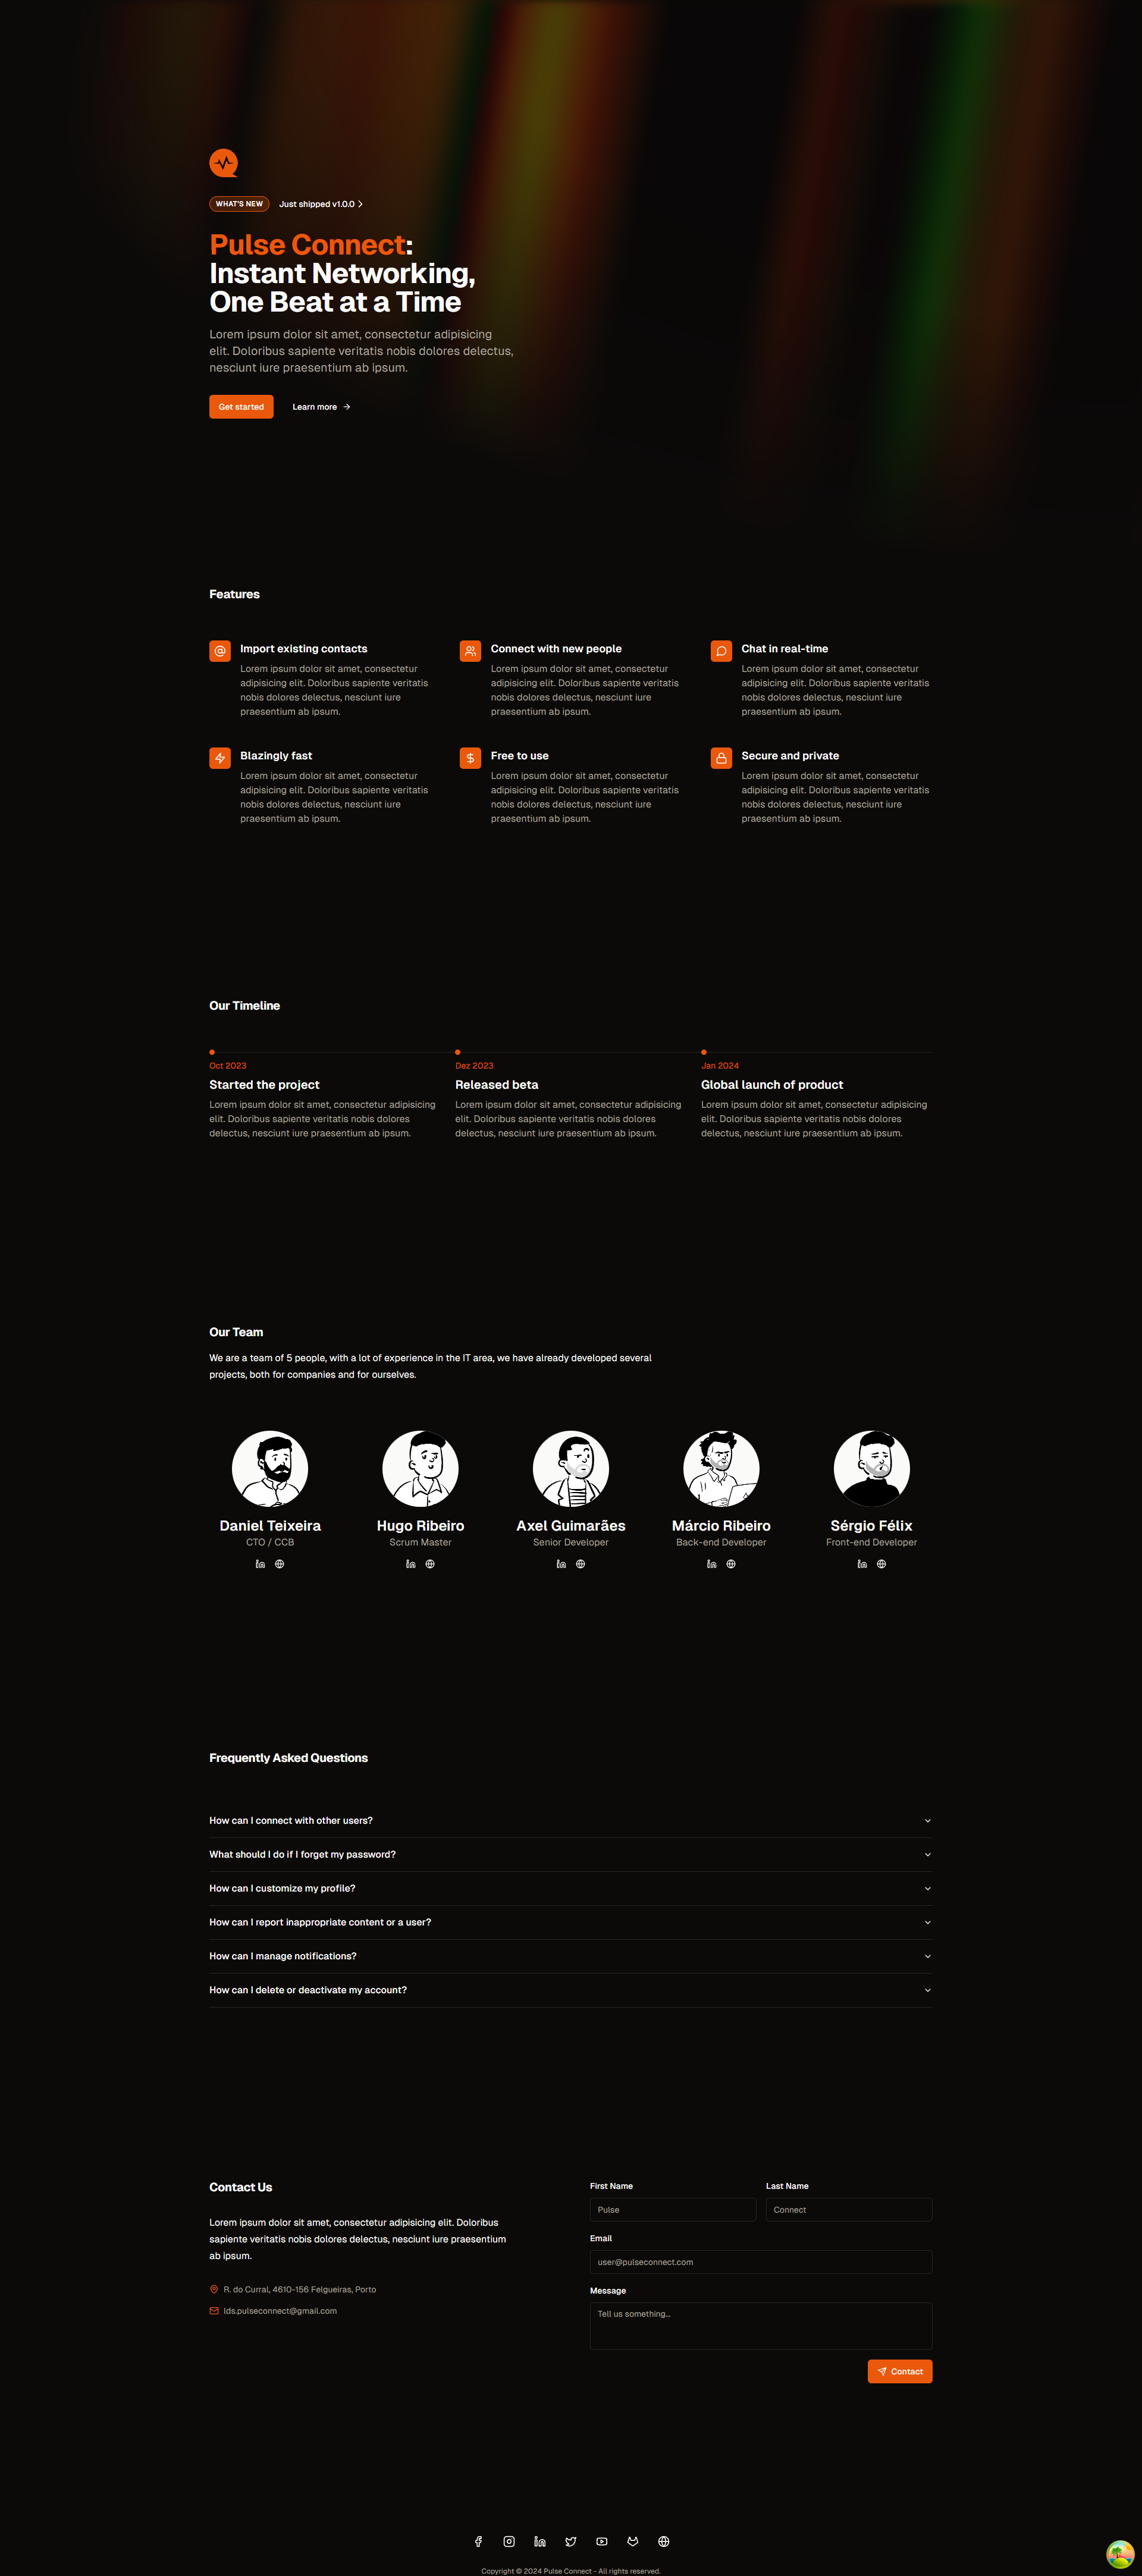 WHAT'S NEW
Just shipped v1.0.0
Pulse Connect:
Instant Networking,
One Beat at a Time
Lorem ipsum dolor sit amet, consectetur adipisicing
elit. Doloribus sapiente veritatis nobis dolores delectus,
nesciunt iure praesentium ab ipsum.
Get started
Learn more
Features
Import existing contacts
Lorem ipsum dolor sit amet, consectetur
adipisicing elit. Doloribus sapiente veritatis
nobis dolores delectus, nesciunt iure
praesentium ab ipsum.
Connect with new people
Lorem ipsum dolor sit amet, consectetur
adipisicing elit. Doloribus sapiente veritatis
nobis dolores delectus, nesciunt iure
praesentium ab ipsum.
Chat in real-time
Lorem ipsum dolor sit amet, consectetur
adipisicing elit. Doloribus sapiente veritatis
nobis dolores delectus, nesciunt iure
praesentium ab ipsum.
Blazingly fast
Lorem ipsum dolor sit amet, consectetur
adipisicing elit. Doloribus sapiente veritatis
nobis dolores delectus, nesciunt iure
praesentium ab ipsum.
Free to use
Lorem ipsum dolor sit amet, consectetur
adipisicing elit. Doloribus sapiente veritatis
nobis dolores delectus, nesciunt iure
praesentium ab ipsum.
Secure and private
Lorem ipsum dolor sit amet, consectetur
adipisicing elit. Doloribus sapiente veritatis
nobis dolores delectus, nesciunt iure
praesentium ab ipsum.
Our Timeline
Oct 2023
Started the project
Lorem ipsum dolor sit amet, consectetur adipisicing
elit. Doloribus sapiente veritatis nobis dolores
delectus, nesciunt iure praesentium ab ipsum.
Dez 2023
Released beta
Lorem ipsum dolor sit amet, consectetur adipisicing
elit. Doloribus sapiente veritatis nobis dolores
delectus, nesciunt iure praesentium ab ipsum.
Jan 2024
Global launch of product
Lorem ipsum dolor sit amet, consectetur adipisicing
elit. Doloribus sapiente veritatis nobis dolores
delectus, nesciunt iure praesentium ab ipsum.
Our Team
We are a team of 5 people, with a lot of experience in the IT area, we have already developed several
projects, both for companies and for ourselves.
Daniel Teixeira
CTO / CCB
Hugo Ribeiro
Scrum Master
Axel Guimarães
Senior Developer
Márcio Ribeiro
Back-end Developer
Sérgio Félix
Front-end Developer
Frequently Asked Questions
How can I connect with other users?
What should I do if I forget my password?
How can I customize my profile?
How can I report inappropriate content or a user?
How can I manage notifications?
How can I delete or deactivate my account?
Contact Us
Lorem ipsum dolor sit amet, consectetur adipisicing elit. Doloribus
sapiente veritatis nobis dolores delectus, nesciunt iure praesentium
ab ipsum.
R. do Curral, 4610-156 Felgueiras, Porto
lds.pulseconnect@gmail.com
First Name
Last Name
Pulse
Connect
Email
user@pulseconnect.com
Message
Tell us something...
Contact
Copyright © 2024 Pulse Connect - All rights reserved.